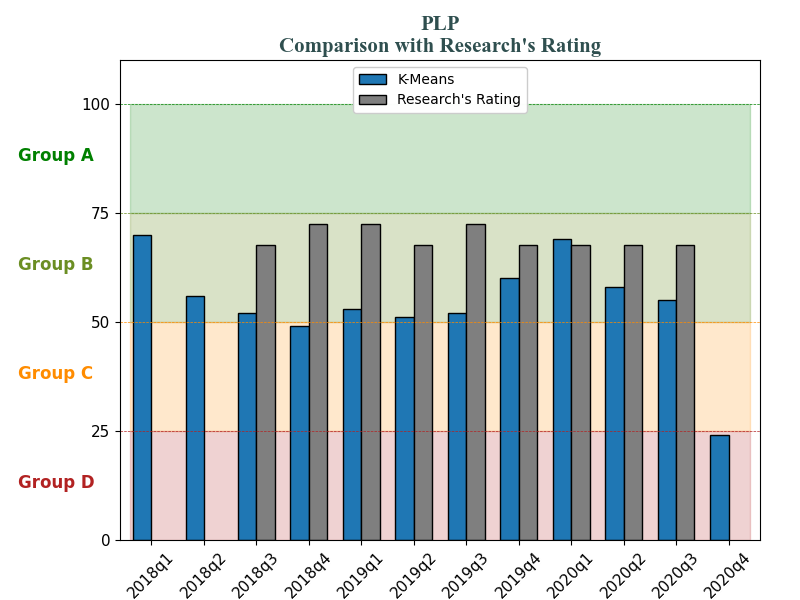 PLP
Comparison with Research's Rating
K-Means
Research's Rating
100
Group A
75
Group B
50
Group C
25
Group D
0
2018q1
2018q2
2018q3
2018q4
2019q1
2019q2
2019q3
2019q4
2020q1
2020q2
2020q3
2020q4